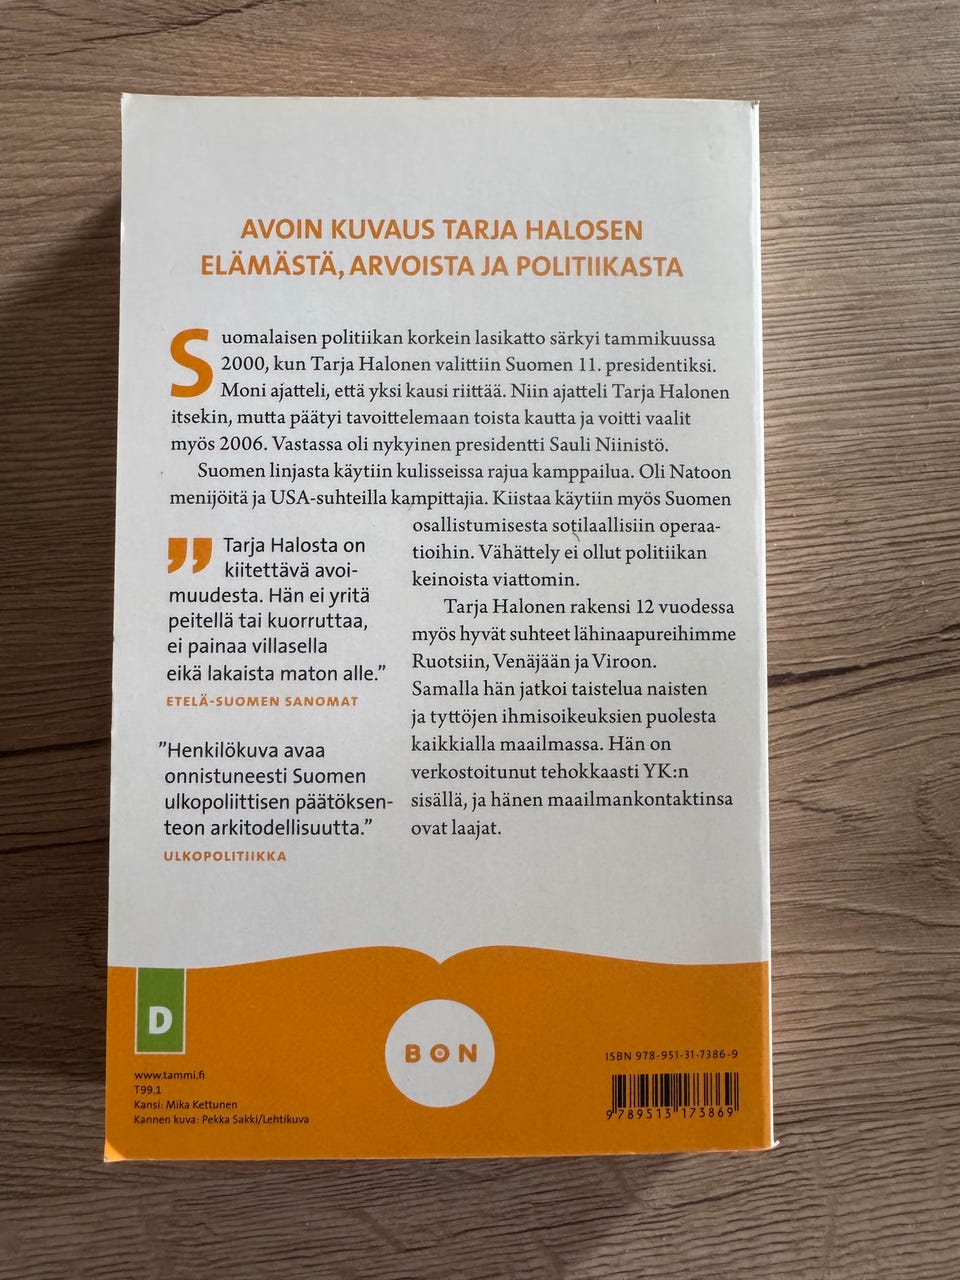 AVOIN KUVAUS TARJA HALOSEN
ELÄMÄSTÄ, ARVOISTA JA POLITIIKASTA
Suomalaisen politiikan korkein lasikatto särkyi tammikuussa
2000, kun Tarja Halonen valittiin Suomen 11. presidentiksi.
Moni ajatteli, että yksi kausi riittää. Niin ajatteli Tarja Halonen
itsekin, mutta päätyi tavoittelemaan toista kautta ja voitti vaalit
myös 2006. Vastassa oli nykyinen presidentti Sauli Niinistö.
Suomen linjasta käytiin kulisseissa rajua kamppailua. Oli Natoon
menijöitä ja USA-suhteilla kampittajia. Kiistaa käytiin myös Suomen
osallistumisesta sotilaallisiin operaa-
tioihin. Vähättely ei ollut politiikan
keinoista viattomin.
Tarja Halonen rakensi 12 vuodessa
myös hyvät suhteet lähinaapureihimme
Ruotsiin, Venäjään ja Viroon.
Samalla hän jatkoi taistelua naisten
ja tyttöjen ihmisoikeuksien puolesta
kaikkialla maailmassa. Hän on
verkostoitunut tehokkaasti YK:n
sisällä, ja hänen maailmankontaktinsa
ovat laajat.
” Tarja Halosta on
kiitettävä avoi-
muudesta. Hän ei yritä
peitellä tai kuorruttaa,
ei painaa villasella
eikä lakaista maton alle.”
ETELÄ-SUOMEN SANOMAT
”Henkilökuva avaa
onnistuneesti Suomen
ulkopoliittisen päätöksen-
teon arkitodellisuutta.”
ULKOPOLITIIKKA
D
www.tammi.fi
T99.1
Kansi: Mika Kettunen
Kannen kuva: Pekka Sakki/Lehtikuva
BON
ISBN 978-951-31-7386-9
9 789513 173869